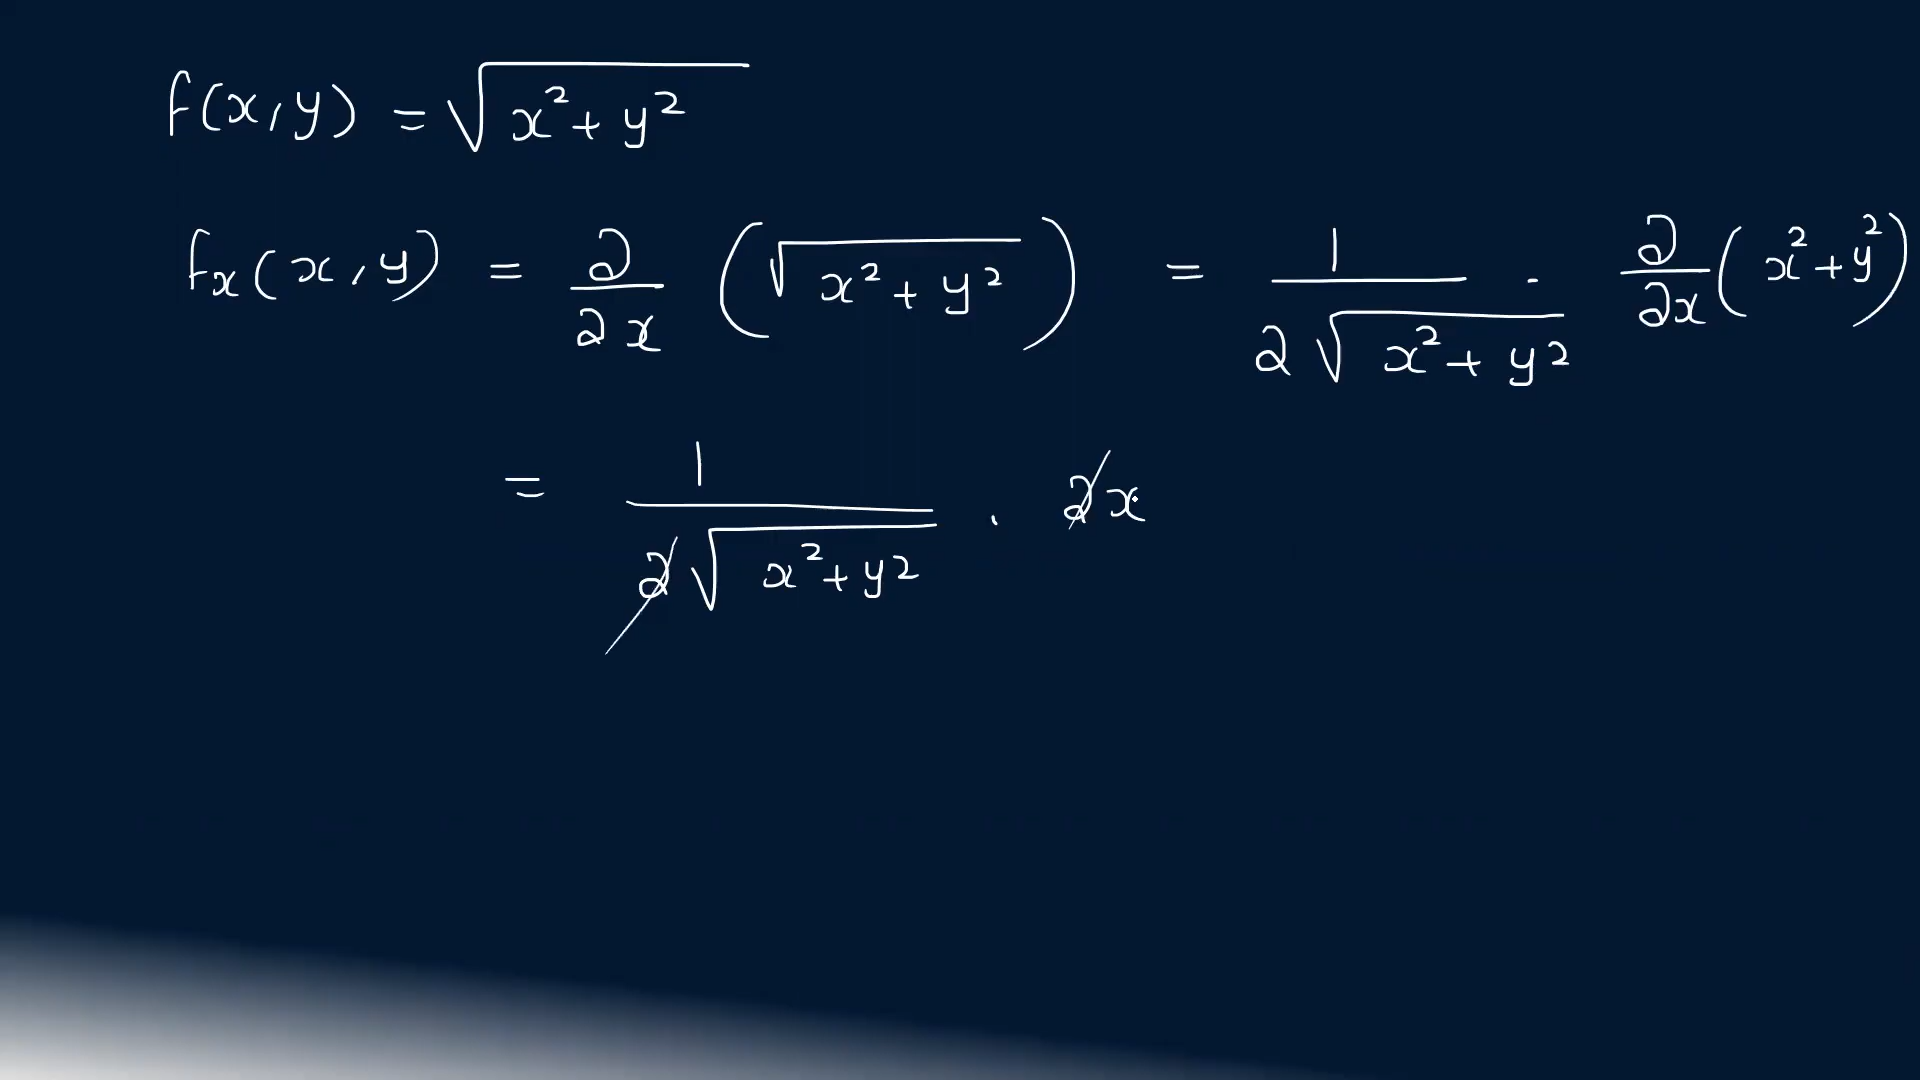 f(x,y) = √(x² + y²)
fx(x,y) = ∂/∂x (√(x² + y²)) = 1/(2√(x² + y²)) . ∂/∂x (x² + y²)
= 1/(2√(x² + y²)) . 2x